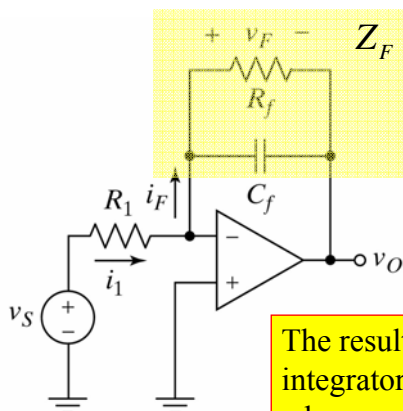 + v_F −
Z_F
R_f
i_F
C_f
R_1
i_1
−
+
v_O
v_S
+
−
The result
integrator